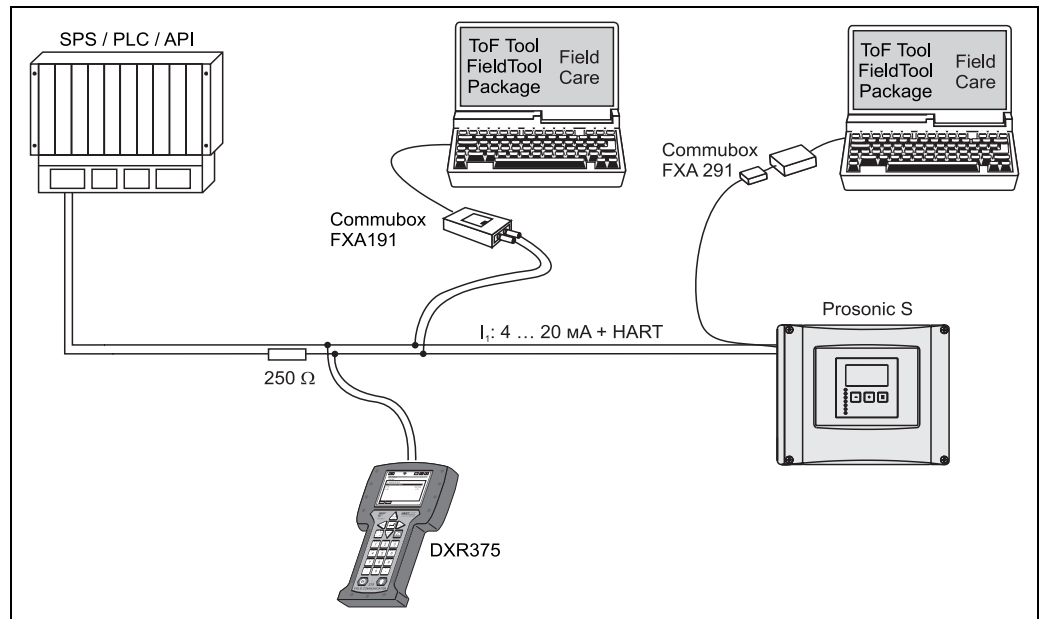 SPS / PLC / API
ToF Tool
FieldTool
Package
Field
Care
ToF Tool
FieldTool
Package
Field
Care
Commubox
FXA191
Commubox
FXA 291
Prosonic S
I₁: 4 … 20 мА + HART
250 Ω
DXR375